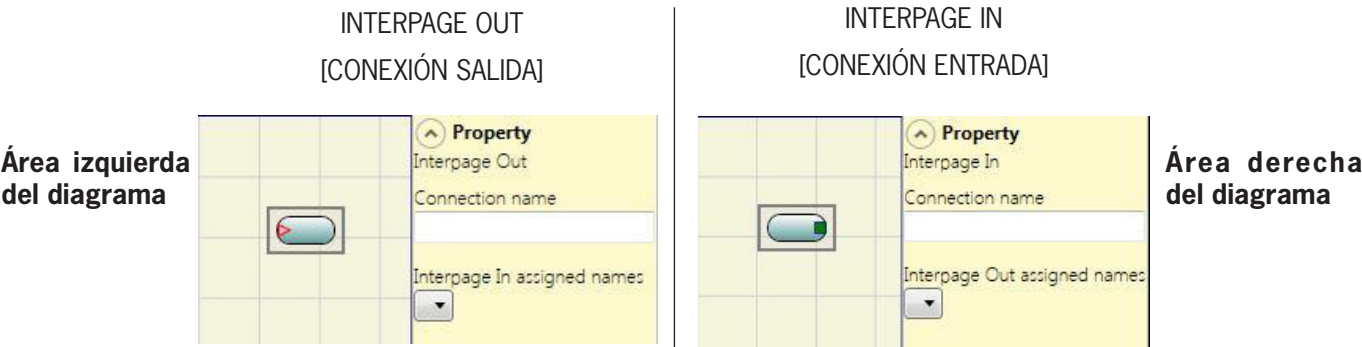 INTERPAGE OUT
[CONEXIÓN SALIDA]
INTERPAGE IN
[CONEXIÓN ENTRADA]
Área izquierda
del diagrama
Property
Interpage Out
Connection name
Interpage In assigned names
Property
Interpage In
Connection name
Interpage Out assigned names
Área derecha
del diagrama